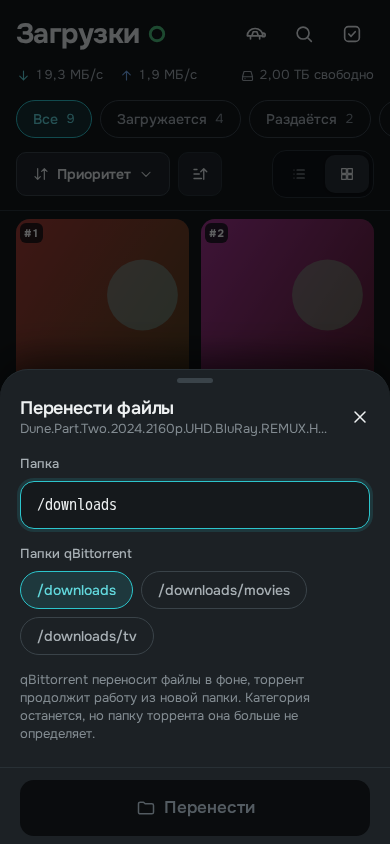 Загрузки
19,3 МБ/с 1,9 МБ/с 2,00 ТБ свободно
Все 9 Загружается 4 Раздаётся 2
Приоритет
#1 #2
Перенести файлы
Dune.Part.Two.2024.2160p.UHD.BluRay.REMUX.H...
Папка
/downloads
Папки qBittorrent
/downloads /downloads/movies
/downloads/tv
qBittorrent переносит файлы в фоне, торрент
продолжит работу из новой папки. Категория
останется, но папку торрента она больше не
определяет.
Перенести